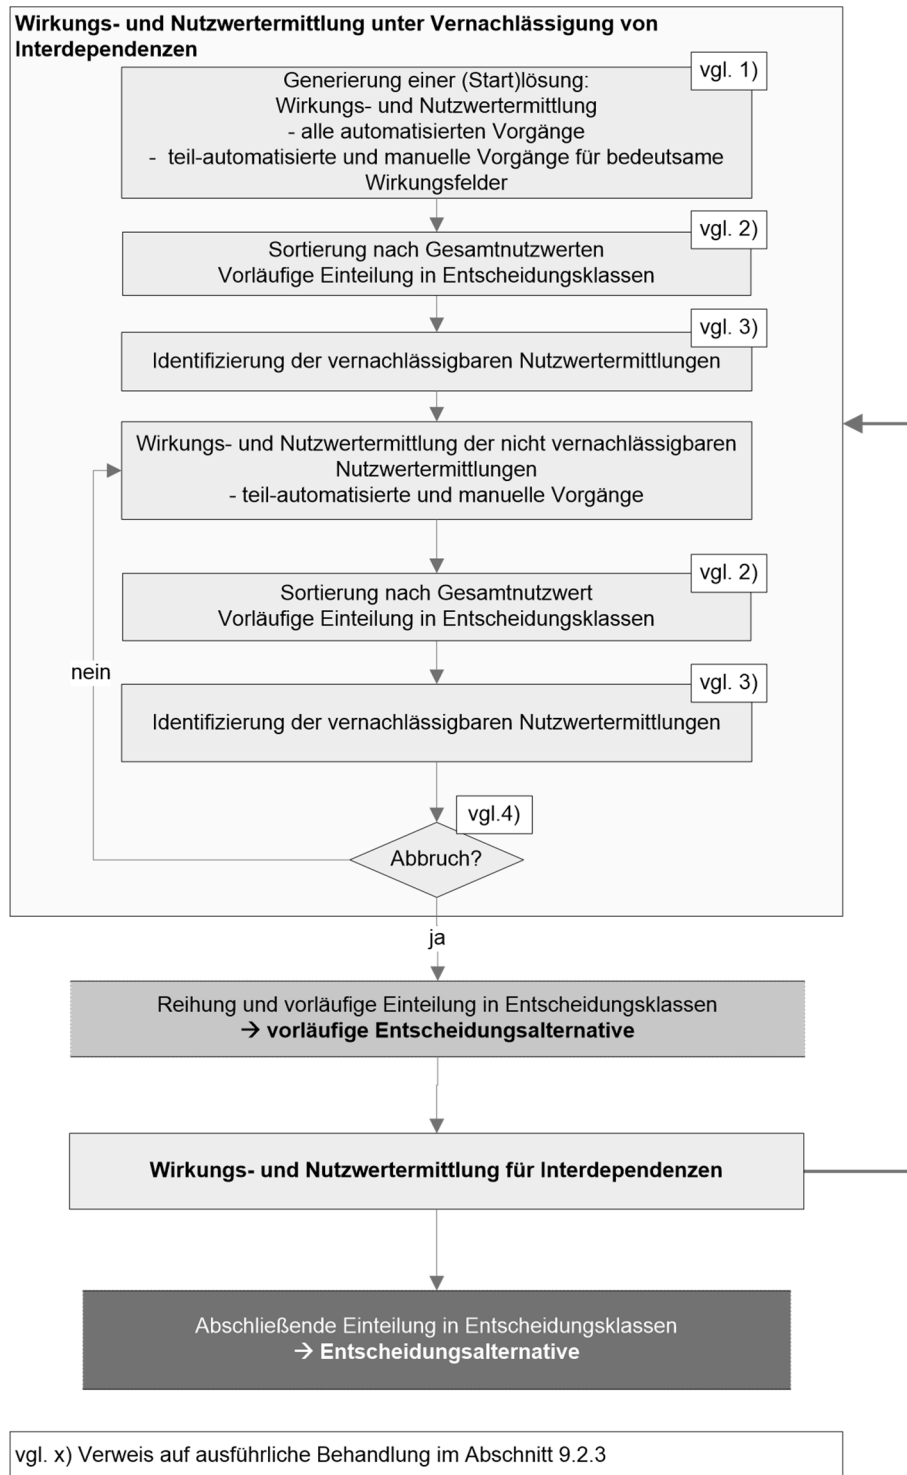 Wirkungs- und Nutzwertermittlung unter Vernachlässigung von
Interdependenzen
vgl. 1)
Generierung einer (Start)lösung:
Wirkungs- und Nutzwertermittlung
- alle automatisierten Vorgänge
- teil-automatisierte und manuelle Vorgänge für bedeutsame
Wirkungsfelder
vgl. 2)
Sortierung nach Gesamtnutzwerten
Vorläufige Einteilung in Entscheidungsklassen
vgl. 3)
Identifizierung der vernachlässigbaren Nutzwertermittlungen
Wirkungs- und Nutzwertermittlung der nicht vernachlässigbaren
Nutzwertermittlungen
- teil-automatisierte und manuelle Vorgänge
vgl. 2)
Sortierung nach Gesamtnutzwert
Vorläufige Einteilung in Entscheidungsklassen
nein
vgl. 3)
Identifizierung der vernachlässigbaren Nutzwertermittlungen
vgl.4)
Abbruch?
ja
Reihung und vorläufige Einteilung in Entscheidungsklassen
→ vorläufige Entscheidungsalternative
Wirkungs- und Nutzwertermittlung für Interdependenzen
Abschließende Einteilung in Entscheidungsklassen
→ Entscheidungsalternative
vgl. x) Verweis auf ausführliche Behandlung im Abschnitt 9.2.3